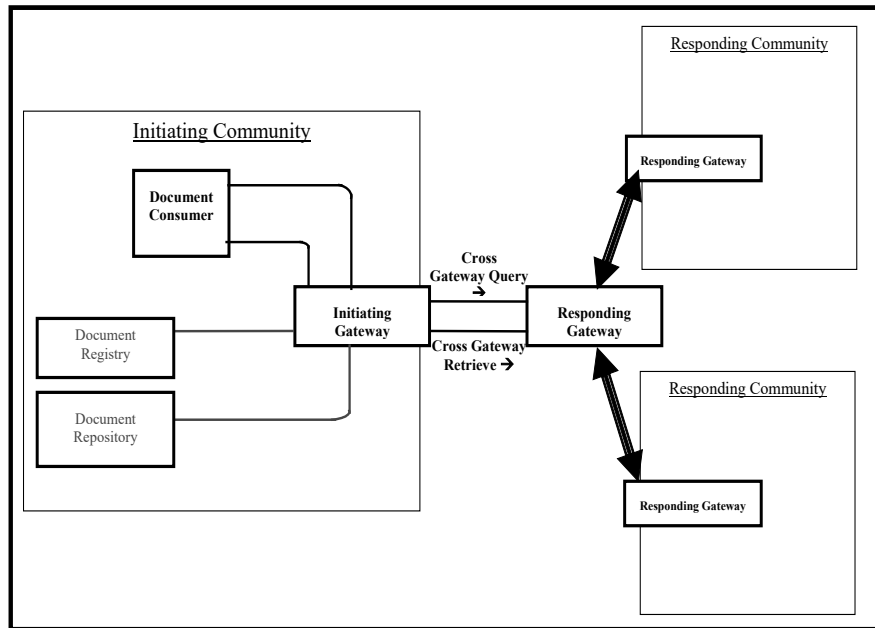 Responding Community
Responding Gateway
Initiating Community
Document
Consumer
Cross
Gateway Query
→
Initiating
Gateway
Responding
Gateway
Cross Gateway
Retrieve →
Document
Registry
Document
Repository
Responding Community
Responding Gateway